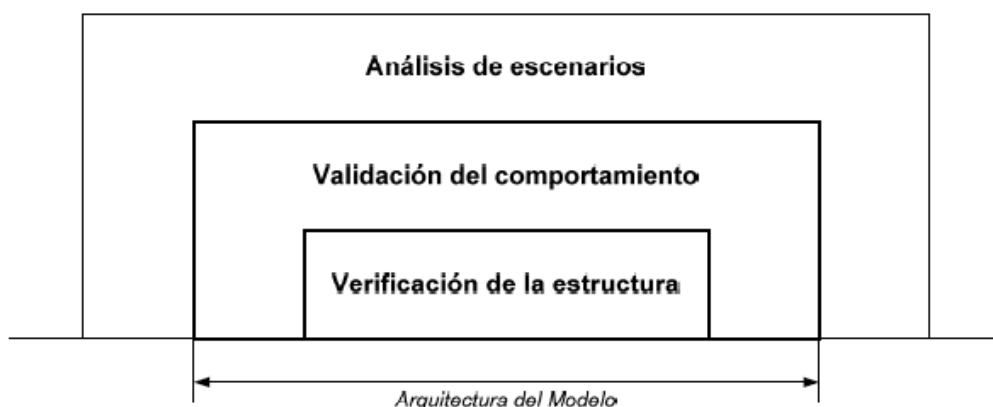 Análisis de escenarios
Validación del comportamiento
Verificación de la estructura
Arquitectura del Modelo